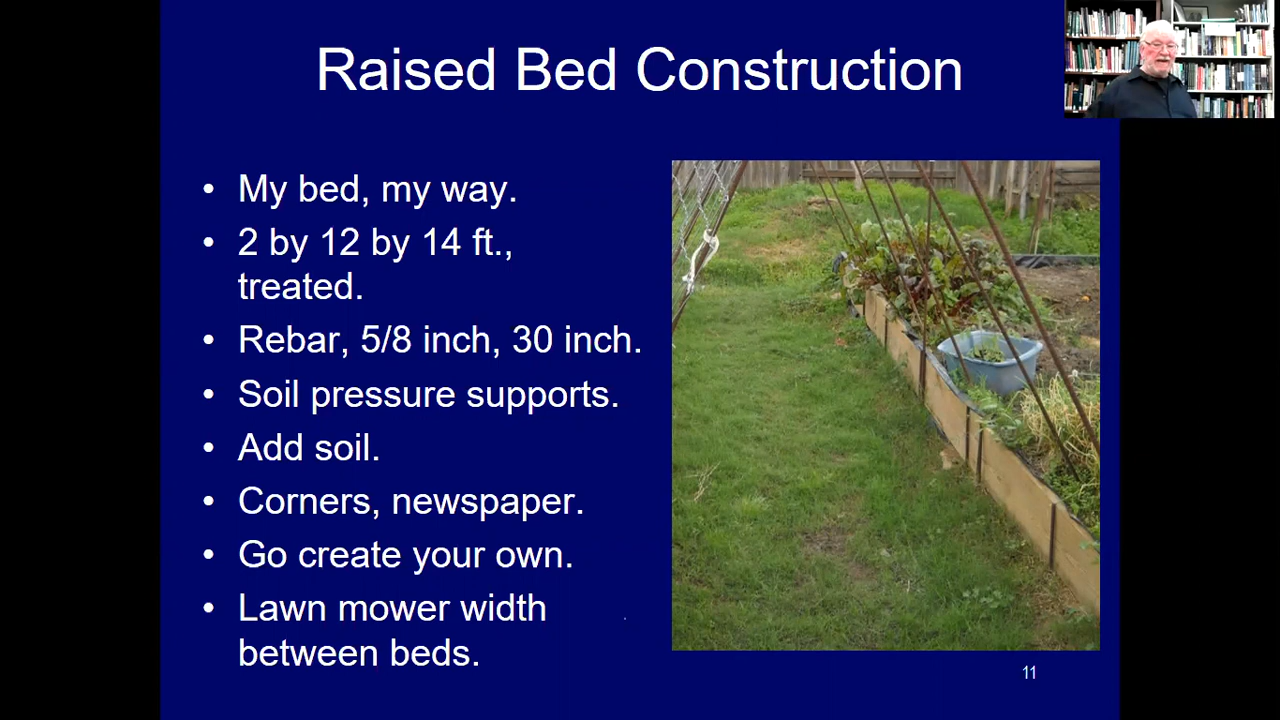 Raised Bed Construction
• My bed, my way.
• 2 by 12 by 14 ft.,
treated.
• Rebar, 5/8 inch, 30 inch.
• Soil pressure supports.
• Add soil.
• Corners, newspaper.
• Go create your own.
• Lawn mower width
between beds.
11